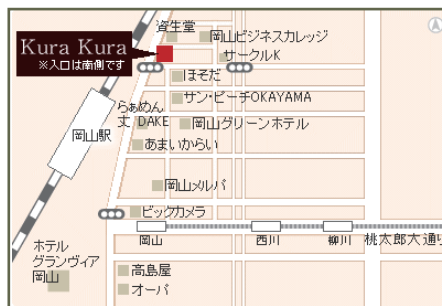 資生堂
岡山ビジネスカレッジ
Kura Kura
※入口は南側です
サークルK
ほそだ
サン・ピーチOKAYAMA
らぁめん
丈 DAKE
岡山グリーンホテル
岡山駅
あまいからい
岡山メルパ
ビックカメラ
岡山
西川
柳川
桃太郎大通り
ホテル
グランヴィア
岡山
高島屋
オーパ